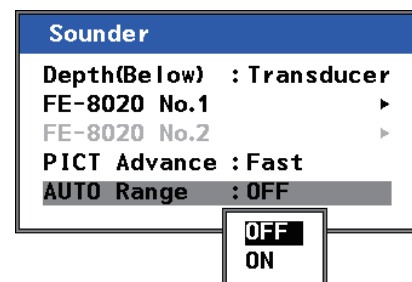 Sounder
Depth(Below) : Transducer
FE-8020 No.1 ►
FE-8020 No.2 ►
PICT Advance : Fast
AUTO Range : OFF
OFF
ON